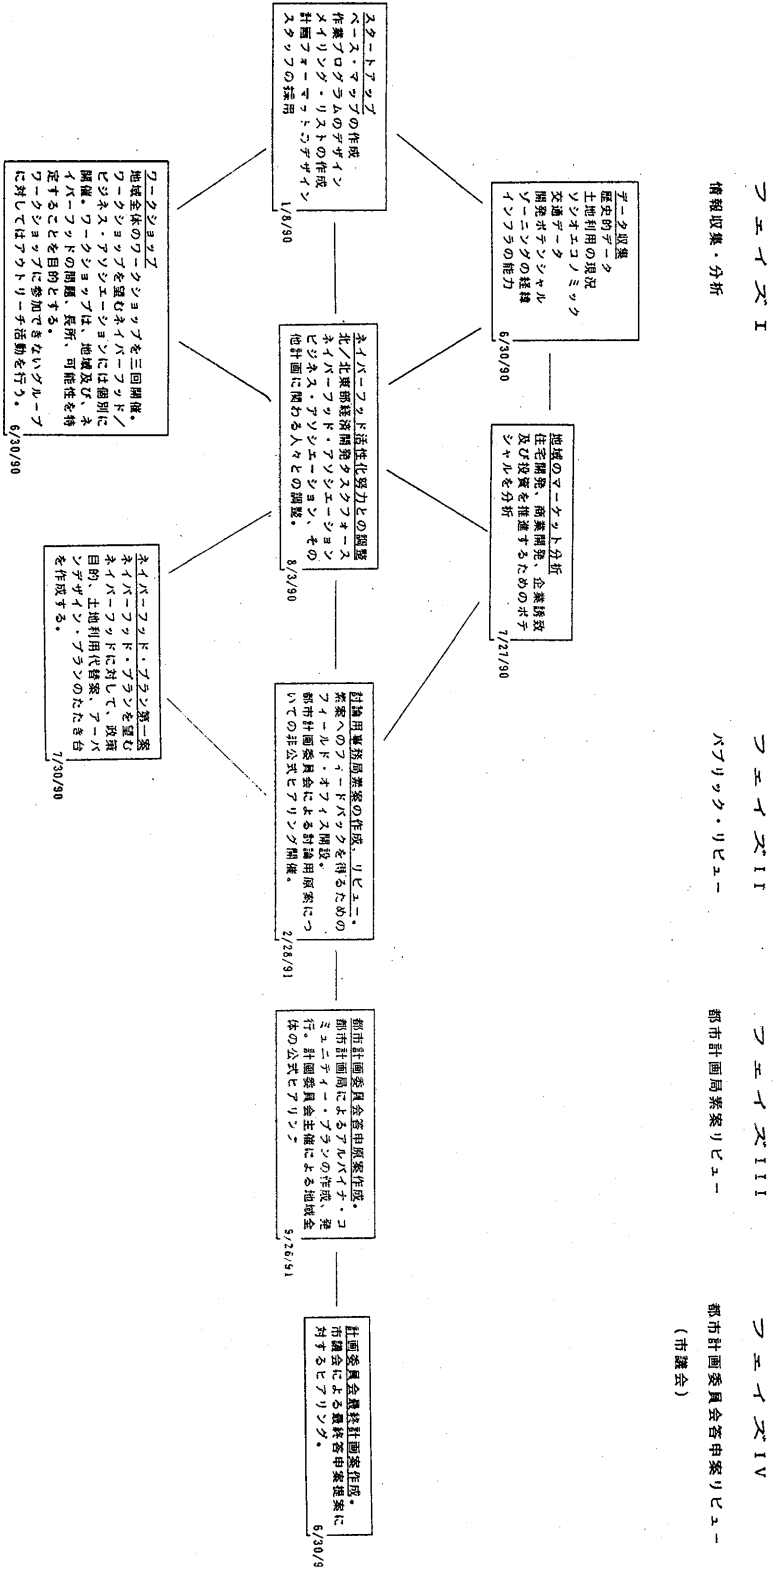 フェイズI
情報収集・分析
フェイズII
パブリック・リビュー
フェイズIII
都市計画局素案リビュー
フェイズIV
都市計画委員会答申案リビュー
(市議会)
スタートアップ
ベース・マップの作成
作業プログラムのデザイン
メイリング・リストの作成
計画フォーマットのデザイン
スタッフの採用
1/8/90
データ収集
歴史的データ
土地利用の現況
ソシオエコノミック
交通データ
開発ポテンシャル
ゾーニングの経緯
インフラの能力
6/30/90
ワークショップ
地域全体のワークショップを三回開催。
ワークショップを望むネイバーフッド/
ビジネス・アソシエーションには個別に
開催。ワークショップは、地域及び、ネ
イバーフッドの問題、長所、可能性を特
定することを目的とする。
ワークショップに参加できないグループ
に対してはアウトリーチ活動を行う。
6/30/90
ネイバーフッド活性化努力との調整
北/北東部経済開発タスクフォース
ネイバーフッド・アソシエーション
ビジネス・アソシエーション、その
他計画に関わる人々との調整。
8/3/90
地域のマーケット分析
住宅開発、商業開発、企業誘致
及び投資を推進するためのポテ
ンシャルを分析
7/27/90
ネイバーフッド・プラン第一案
ネイバーフッド・プランを望む
ネイバーフッドに対して、政策
目的、土地利用代替案、アーバ
ンデザイン・プランのたたき台
を作成する。
7/30/90
討論用事務局素案の作成、リビュー。
素案へのフィードバックを得るための
フィールド・オフィス開設。
都市計画委員会による討論用原案につ
いての非公式ヒアリング開催。
2/28/91
都市計画委員会答申原案作成。
都市計画局によるアルバイナ・コ
ミュニティー・プランの作成、発
行。計画委員会主催による地域全
体の公式ヒアリング
9/26/91
計画委員会最終計画案作成。
市議会による最終答申案提案に
対するヒアリング。
6/30/9